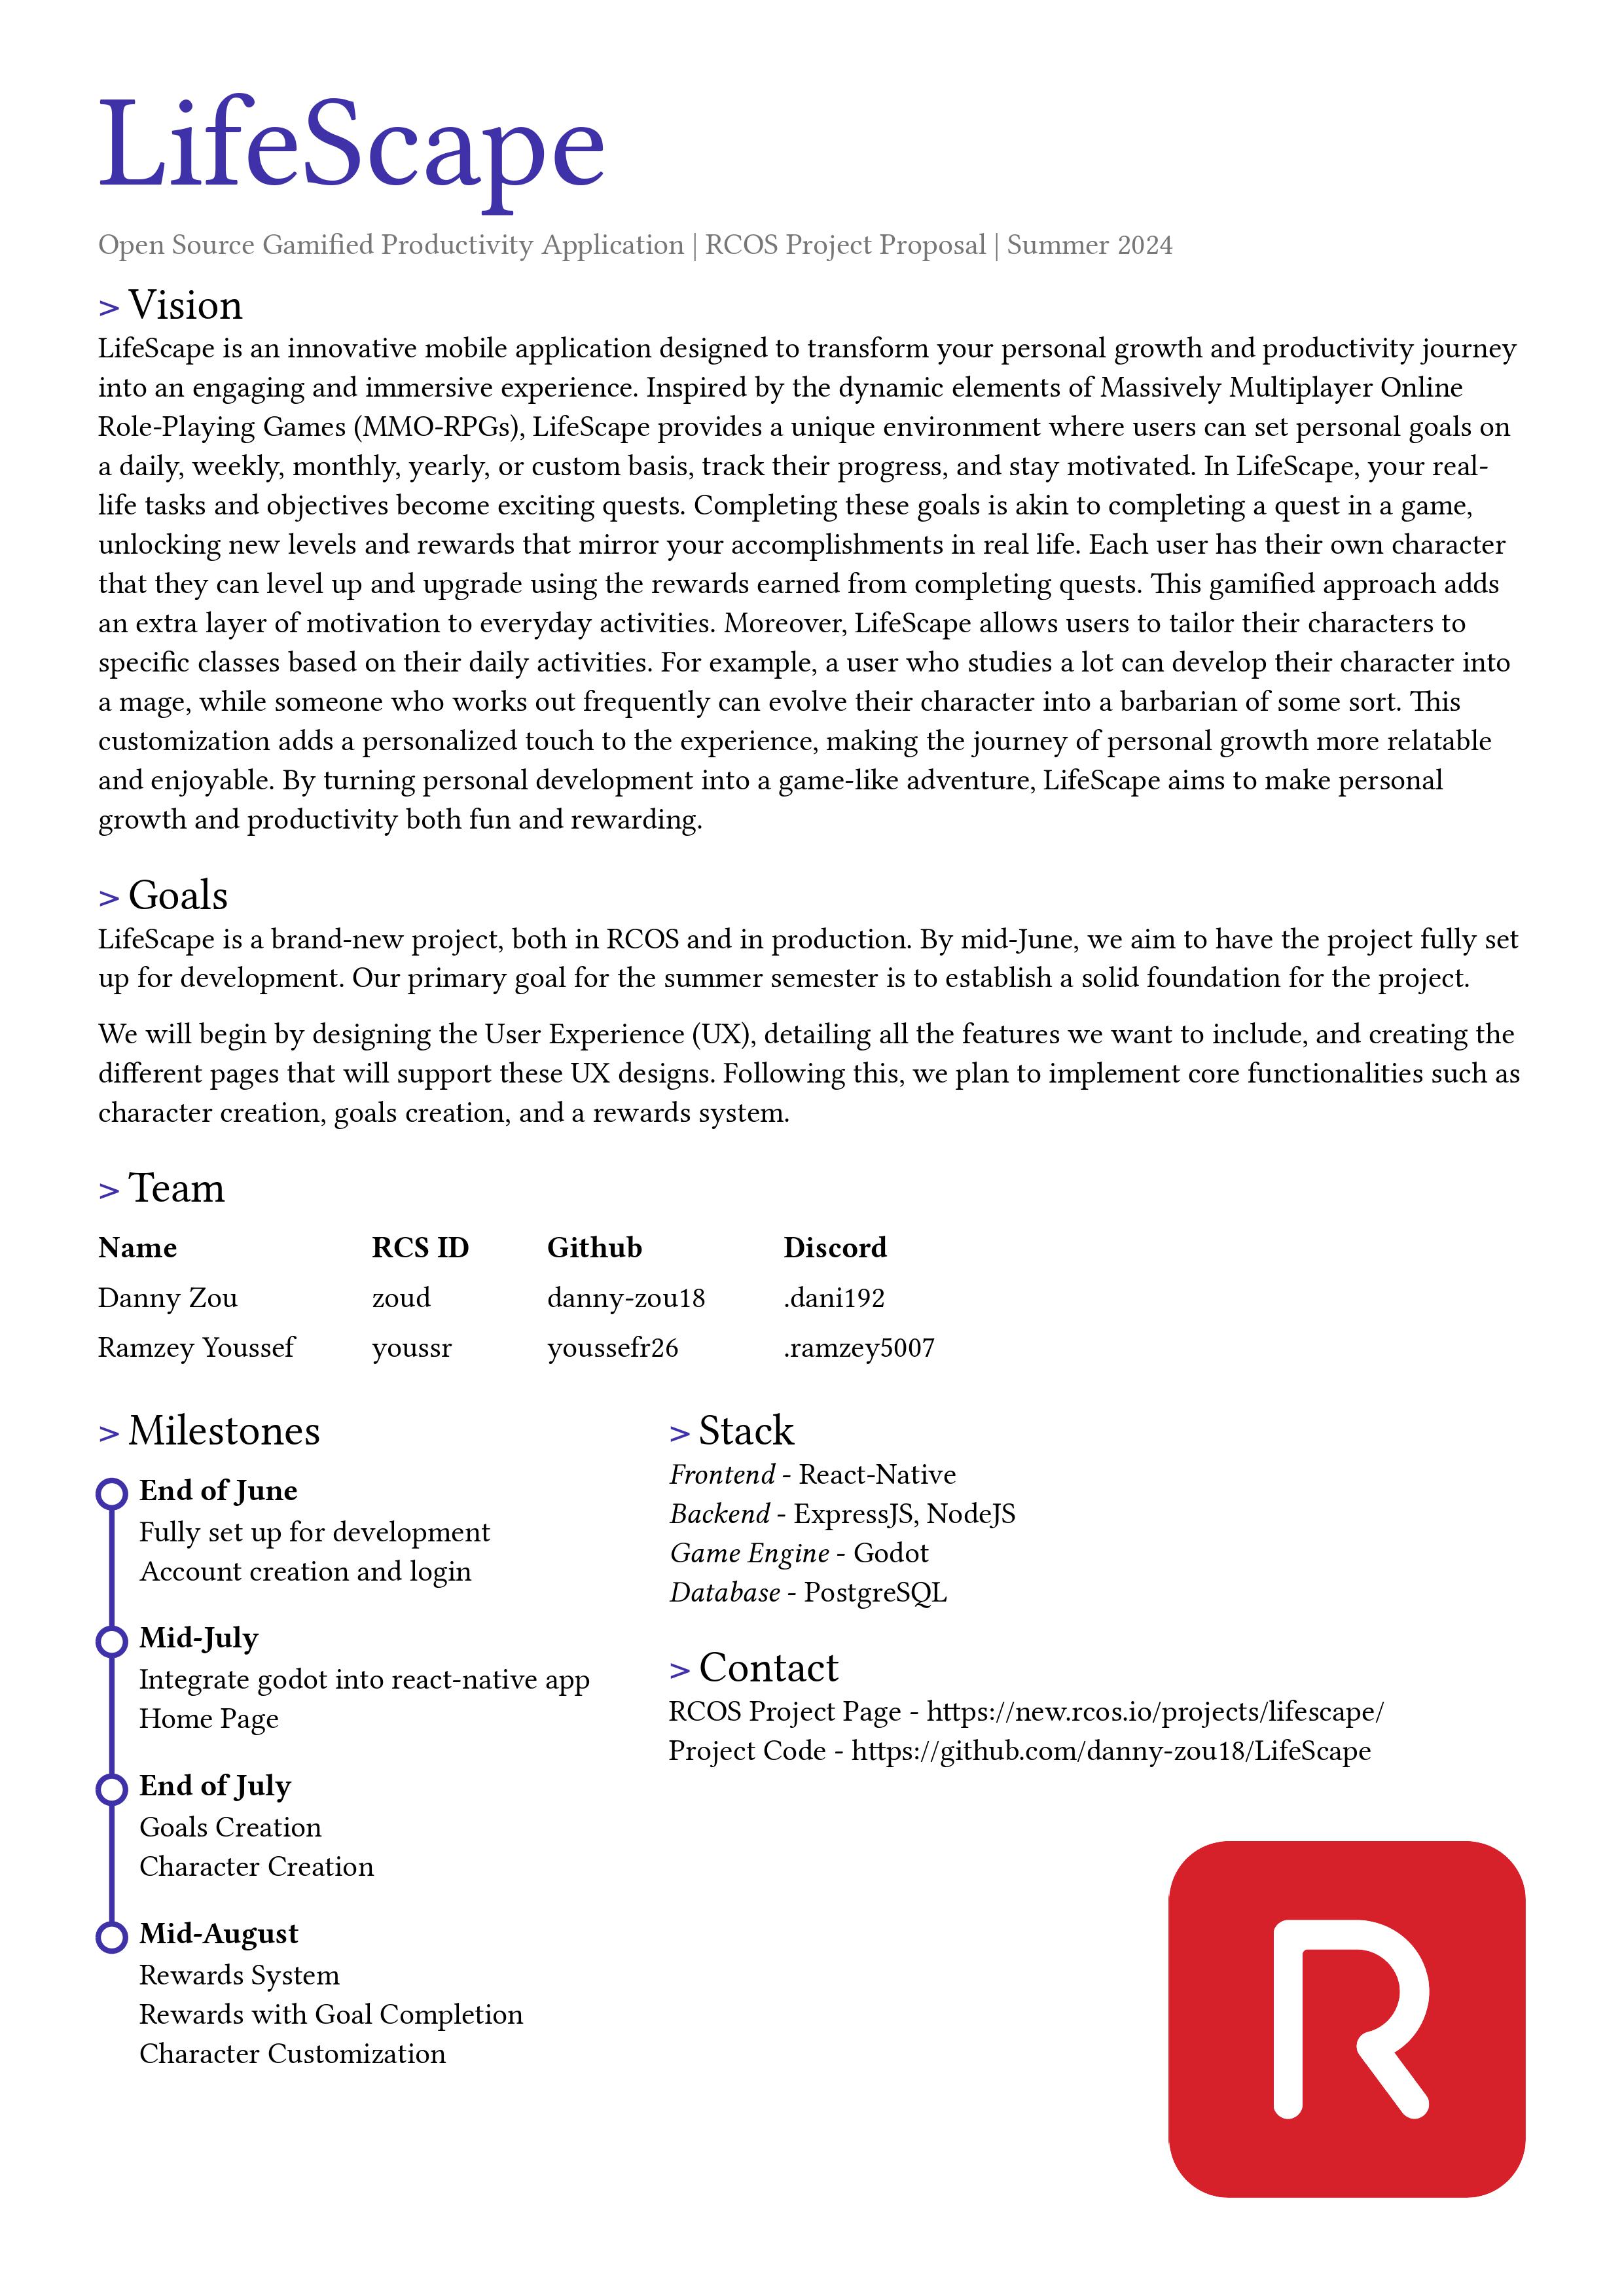 LifeScape
Open Source Gamified Productivity Application | RCOS Project Proposal | Summer 2024
> Vision
LifeScape is an innovative mobile application designed to transform your personal growth and productivity journey
into an engaging and immersive experience. Inspired by the dynamic elements of Massively Multiplayer Online
Role-Playing Games (MMO-RPGs), LifeScape provides a unique environment where users can set personal goals on
a daily, weekly, monthly, yearly, or custom basis, track their progress, and stay motivated. In LifeScape, your real-
life tasks and objectives become exciting quests. Completing these goals is akin to completing a quest in a game,
unlocking new levels and rewards that mirror your accomplishments in real life. Each user has their own character
that they can level up and upgrade using the rewards earned from completing quests. This gamified approach adds
an extra layer of motivation to everyday activities. Moreover, LifeScape allows users to tailor their characters to
specific classes based on their daily activities. For example, a user who studies a lot can develop their character into
a mage, while someone who works out frequently can evolve their character into a barbarian of some sort. This
customization adds a personalized touch to the experience, making the journey of personal growth more relatable
and enjoyable. By turning personal development into a game-like adventure, LifeScape aims to make personal
growth and productivity both fun and rewarding.
> Goals
LifeScape is a brand-new project, both in RCOS and in production. By mid-June, we aim to have the project fully set
up for development. Our primary goal for the summer semester is to establish a solid foundation for the project.
We will begin by designing the User Experience (UX), detailing all the features we want to include, and creating the
different pages that will support these UX designs. Following this, we plan to implement core functionalities such as
character creation, goals creation, and a rewards system.
> Team
Name RCS ID Github Discord
Danny Zou zoud danny-zou18 .dani192
Ramzey Youssef youssr youssefr26 .ramzey5007
> Milestones
End of June
Fully set up for development
Account creation and login
Mid-July
Integrate godot into react-native app
Home Page
End of July
Goals Creation
Character Creation
Mid-August
Rewards System
Rewards with Goal Completion
Character Customization
> Stack
Frontend - React-Native
Backend - ExpressJS, NodeJS
Game Engine - Godot
Database - PostgreSQL
> Contact
RCOS Project Page - https://new.rcos.io/projects/lifescape/
Project Code - https://github.com/danny-zou18/LifeScape
R